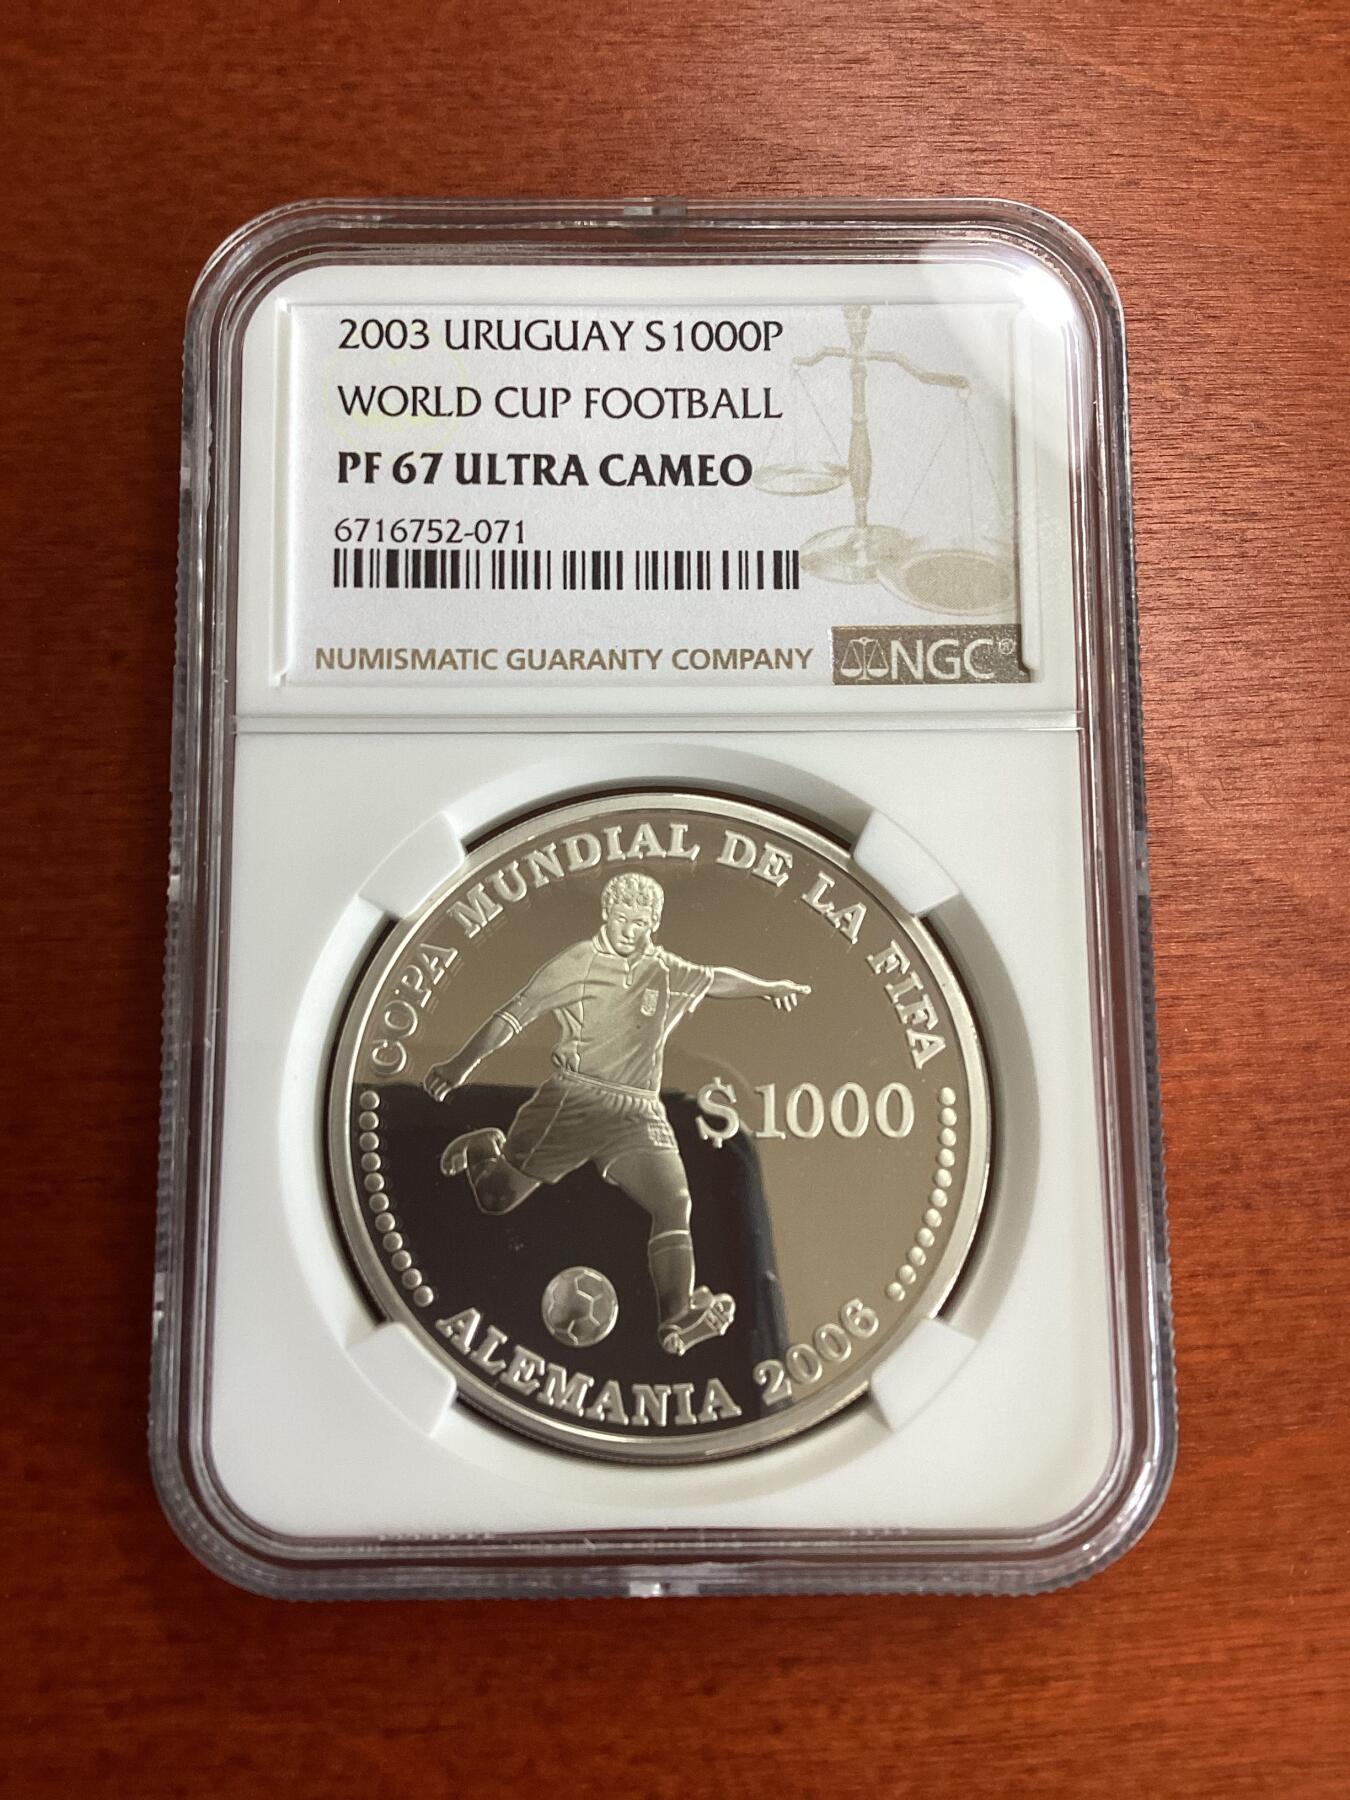 2003 URUGUAY S1000P
WORLD CUP FOOTBALL
PF 67 ULTRA CAMEO
6716752-071
NUMISMATIC GUARANTY COMPANY
NGC®
COPA MUNDIAL DE LA FIFA
$1000
ALEMANIA 2006